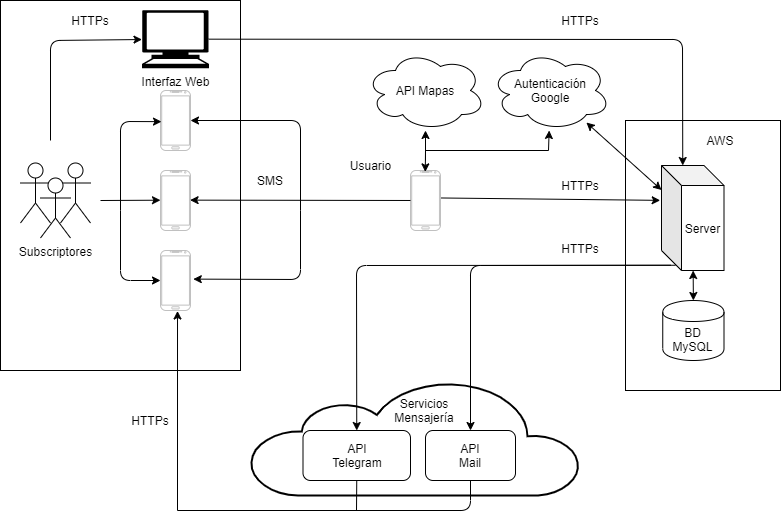 HTTPs
HTTPs
Interfaz Web
API Mapas
Autenticación
Google
AWS
Usuario
SMS
HTTPs
Server
Subscriptores
HTTPs
BD
MySQL
Servicios
Mensajería
HTTPs
API
Telegram
API
Mail